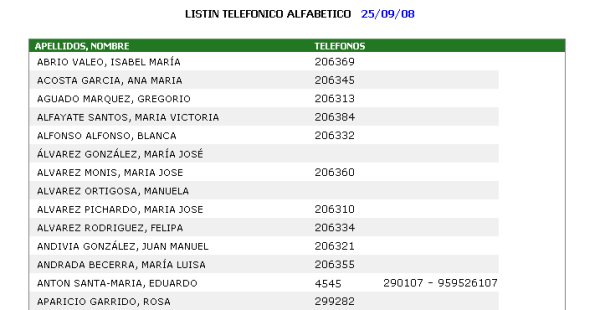 LISTIN TELEFONICO ALFABETICO 25/09/08
APELLIDOS, NOMBRE TELEFONOS
ABRIO VALEO, ISABEL MARÍA 206369
ACOSTA GARCIA, ANA MARIA 206345
AGUADO MARQUEZ, GREGORIO 206313
ALFAYATE SANTOS, MARIA VICTORIA 206384
ALFONSO ALFONSO, BLANCA 206332
ÁLVAREZ GONZÁLEZ, MARÍA JOSÉ
ALVAREZ MONIS, MARIA JOSE 206360
ALVAREZ ORTIGOSA, MANUELA
ALVAREZ PICHARDO, MARIA JOSE 206310
ALVAREZ RODRIGUEZ, FELIPA 206334
ANDIVIA GONZÁLEZ, JUAN MANUEL 206321
ANDRADA BECERRA, MARÍA LUISA 206355
ANTON SANTA-MARIA, EDUARDO 4545 290107 - 959526107
APARICIO GARRIDO, ROSA 299282